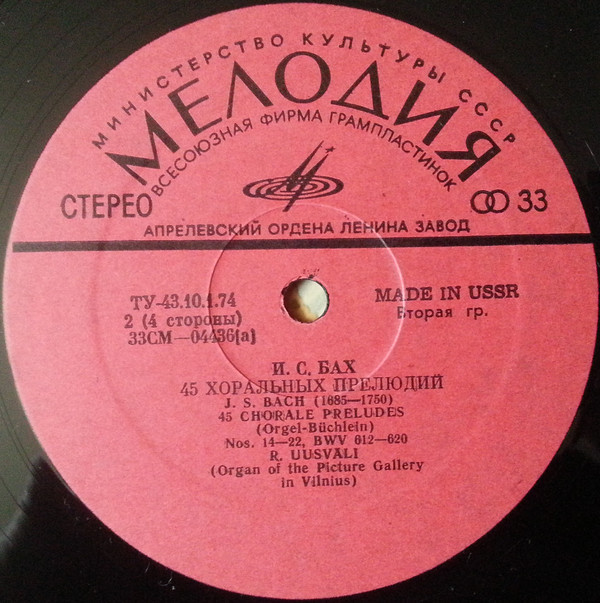 МИНИСТЕРСТВО КУЛЬТУРЫ СССР
МЕЛОДИЯ
ВСЕСОЮЗНАЯ ФИРМА ГРАМПЛАСТИНОК
СТЕРЕО
33
АПРЕЛЕВСКИЙ ОРДЕНА ЛЕНИНА ЗАВОД
ТУ-43.10.1.74
2 (4 стороны)
33СМ—04436(а)
MADE IN USSR
Вторая гр.
И. С. БАХ
45 ХОРАЛЬНЫХ ПРЕЛЮДИЙ
J. S. BACH (1685—1750)
45 CHORALE PRELUDES
(Orgel-Büchlein)
Nos. 14—22, BWV 612—620
R. UUSVÄLI
(Organ of the Picture Gallery
in Vilnius)